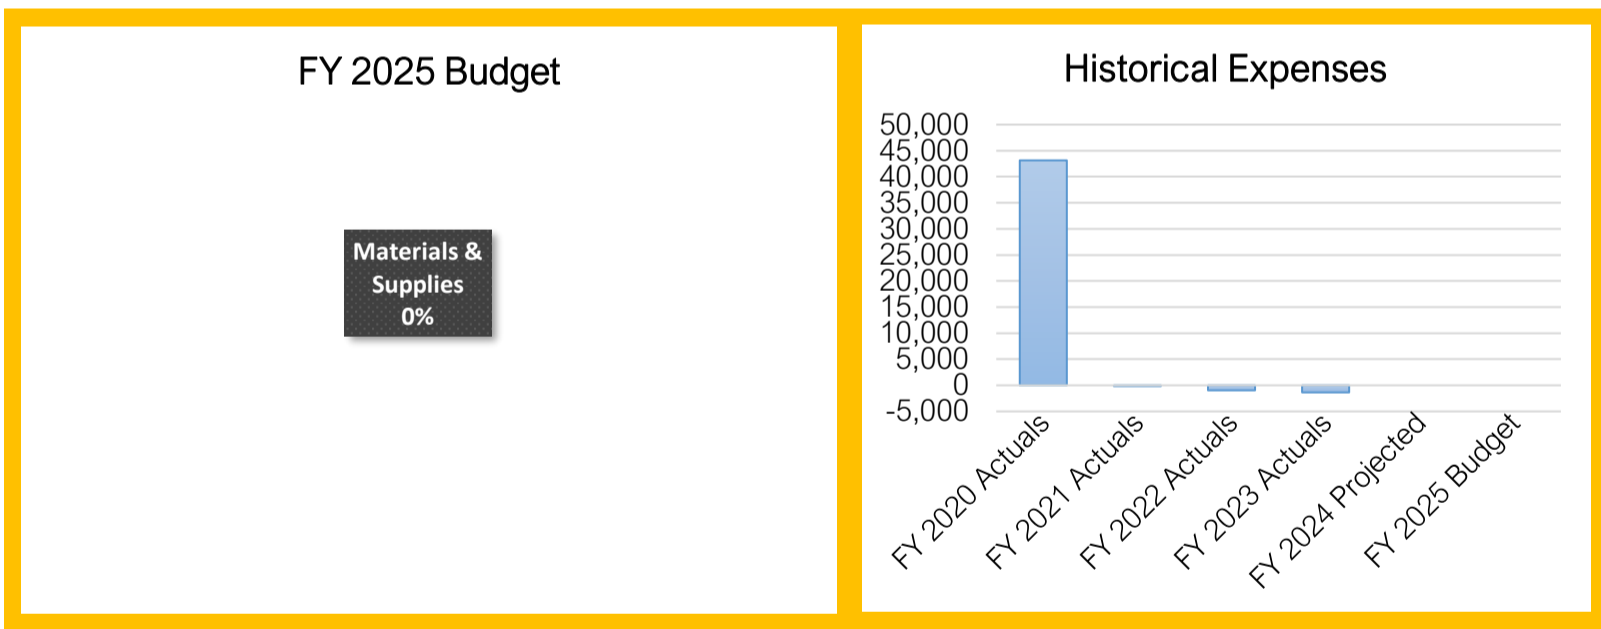 FY 2025 Budget
Materials &
Supplies
0%
Historical Expenses
50,000
45,000
40,000
35,000
30,000
25,000
20,000
15,000
10,000
5,000
0
-5,000
FY 2020 Actuals
FY 2021 Actuals
FY 2022 Actuals
FY 2023 Actuals
FY 2024 Projected
FY 2025 Budget